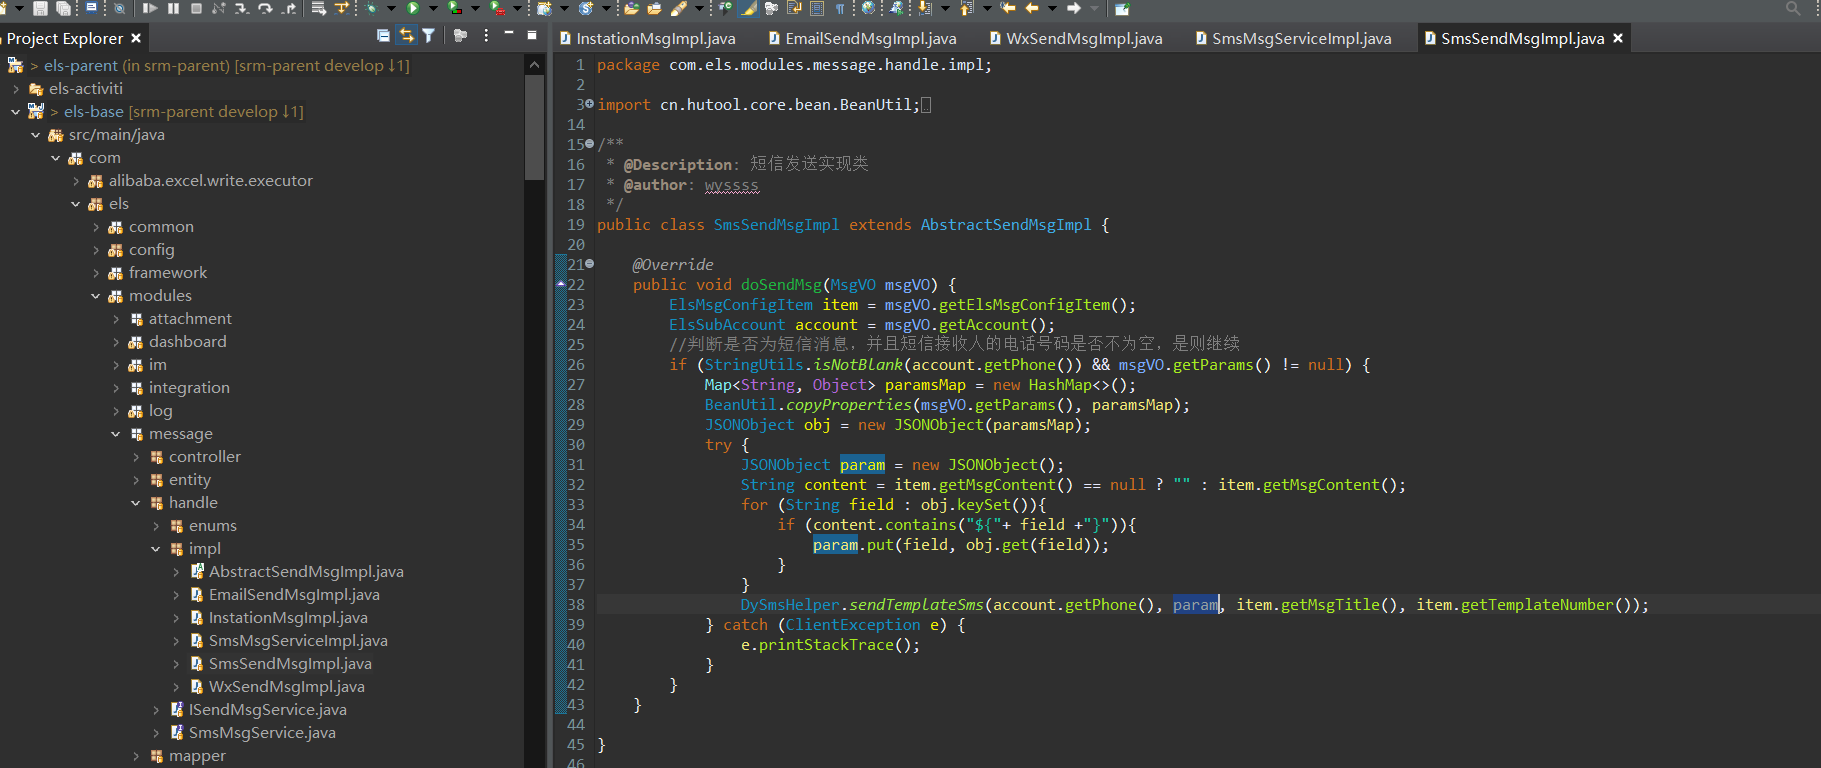 Project Explorer
> els-parent (in srm-parent) [srm-parent develop ↓1]
els-activiti
> els-base [srm-parent develop ↓1]
src/main/java
com
alibaba.excel.write.executor
els
common
config
framework
modules
attachment
dashboard
im
integration
log
message
controller
entity
handle
enums
impl
AbstractSendMsgImpl.java
EmailSendMsgImpl.java
InstationMsgImpl.java
SmsMsgServiceImpl.java
SmsSendMsgImpl.java
WxSendMsgImpl.java
ISendMsgService.java
SmsMsgService.java
mapper
InstationMsgImpl.java
EmailSendMsgImpl.java
WxSendMsgImpl.java
SmsMsgServiceImpl.java
SmsSendMsgImpl.java
1 package com.els.modules.message.handle.impl;
2
3 import cn.hutool.core.bean.BeanUtil;
14
15 /**
16 * @Description: 短信发送实现类
17 * @author: wyssss
18 */
19 public class SmsSendMsgImpl extends AbstractSendMsgImpl {
20
21 @Override
22 public void doSendMsg(MsgVO msgVO) {
23 ElsMsgConfigItem item = msgVO.getElsMsgConfigItem();
24 ElsSubAccount account = msgVO.getAccount();
25 //判断是否为短信消息，并且短信接收人的电话号码是否不为空，是则继续
26 if (StringUtils.isNotBlank(account.getPhone()) && msgVO.getParams() != null) {
27 Map<String, Object> paramsMap = new HashMap<>();
28 BeanUtil.copyProperties(msgVO.getParams(), paramsMap);
29 JSONObject obj = new JSONObject(paramsMap);
30 try {
31 JSONObject param = new JSONObject();
32 String content = item.getMsgContent() == null ? "" : item.getMsgContent();
33 for (String field : obj.keySet()){
34 if (content.contains("${"+ field +"}")){
35 param.put(field, obj.get(field));
36 }
37 }
38 DySmsHelper.sendTemplateSms(account.getPhone(), param, item.getMsgTitle(), item.getTemplateNumber());
39 } catch (ClientException e) {
40 e.printStackTrace();
41 }
42 }
43 }
44
45 }
46